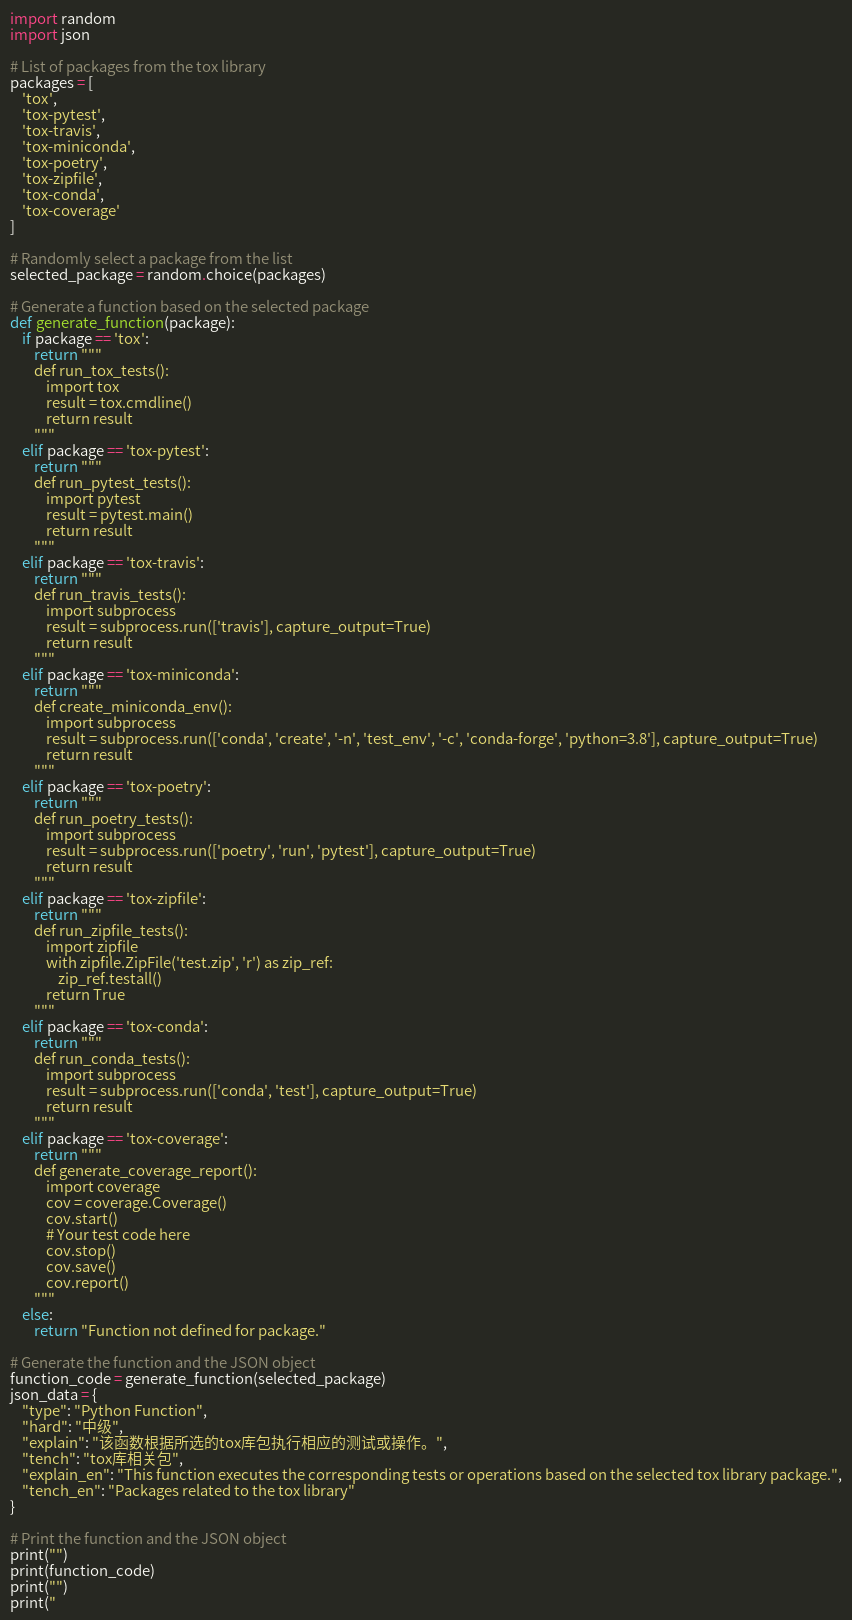 import random
import json

# List of packages from the tox library
packages = [
    'tox',
    'tox-pytest',
    'tox-travis',
    'tox-miniconda',
    'tox-poetry',
    'tox-zipfile',
    'tox-conda',
    'tox-coverage'
]

# Randomly select a package from the list
selected_package = random.choice(packages)

# Generate a function based on the selected package
def generate_function(package):
    if package == 'tox':
        return """
        def run_tox_tests():
            import tox
            result = tox.cmdline()
            return result
        """
    elif package == 'tox-pytest':
        return """
        def run_pytest_tests():
            import pytest
            result = pytest.main()
            return result
        """
    elif package == 'tox-travis':
        return """
        def run_travis_tests():
            import subprocess
            result = subprocess.run(['travis'], capture_output=True)
            return result
        """
    elif package == 'tox-miniconda':
        return """
        def create_miniconda_env():
            import subprocess
            result = subprocess.run(['conda', 'create', '-n', 'test_env', '-c', 'conda-forge', 'python=3.8'], capture_output=True)
            return result
        """
    elif package == 'tox-poetry':
        return """
        def run_poetry_tests():
            import subprocess
            result = subprocess.run(['poetry', 'run', 'pytest'], capture_output=True)
            return result
        """
    elif package == 'tox-zipfile':
        return """
        def run_zipfile_tests():
            import zipfile
            with zipfile.ZipFile('test.zip', 'r') as zip_ref:
                zip_ref.testall()
            return True
        """
    elif package == 'tox-conda':
        return """
        def run_conda_tests():
            import subprocess
            result = subprocess.run(['conda', 'test'], capture_output=True)
            return result
        """
    elif package == 'tox-coverage':
        return """
        def generate_coverage_report():
            import coverage
            cov = coverage.Coverage()
            cov.start()
            # Your test code here
            cov.stop()
            cov.save()
            cov.report()
        """
    else:
        return "Function not defined for package."

# Generate the function and the JSON object
function_code = generate_function(selected_package)
json_data = {
    "type": "Python Function",
    "hard": "中级",
    "explain": "该函数根据所选的tox库包执行相应的测试或操作。",
    "tench": "tox库相关包",
    "explain_en": "This function executes the corresponding tests or operations based on the selected tox library package.",
    "tench_en": "Packages related to the tox library"
}

# Print the function and the JSON object
print("")
print(function_code)
print("")
print("